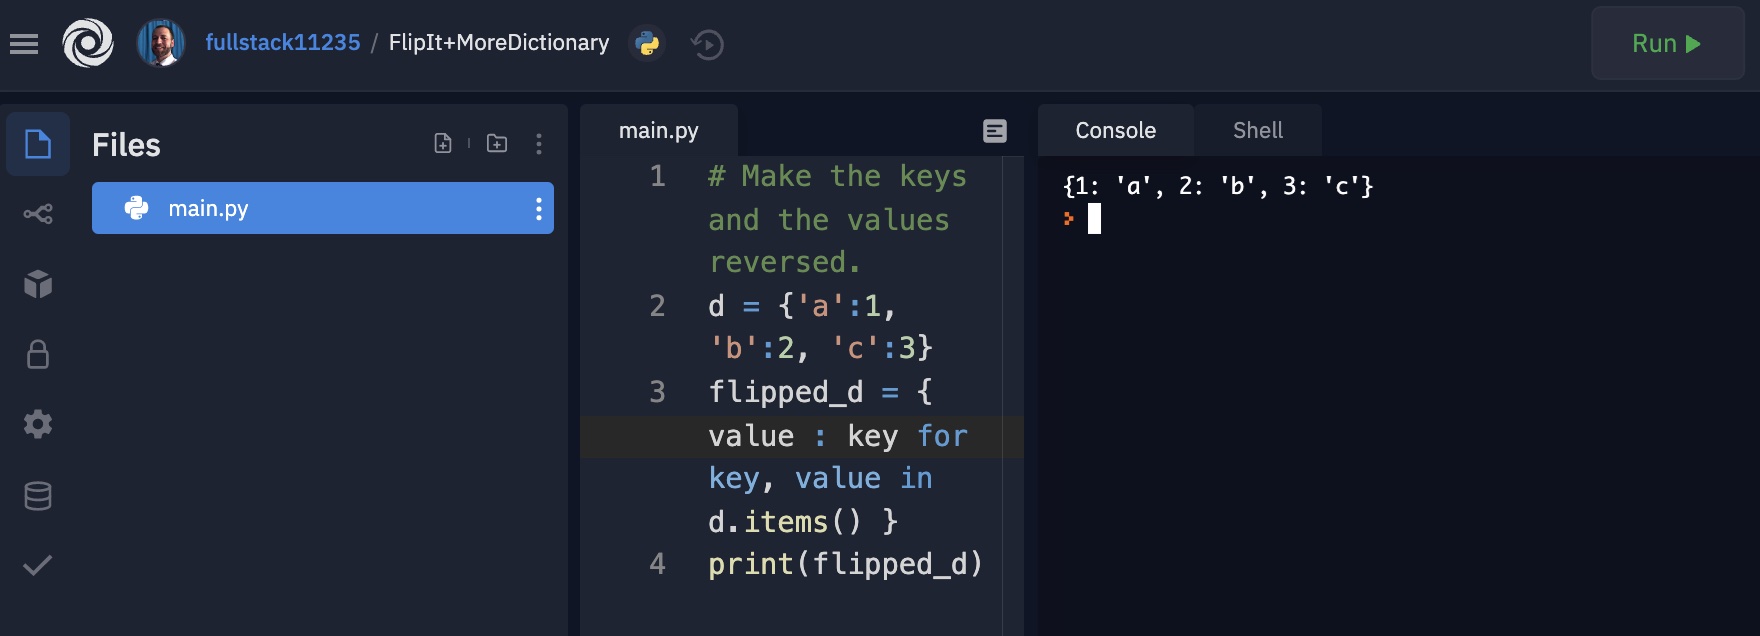 fullstack11235 / FlipIt+MoreDictionary
Run
Files
main.py
main.py
1 # Make the keys
and the values
reversed.
2 d = {'a':1,
'b':2, 'c':3}
3 flipped_d = {
value : key for
key, value in
d.items() }
4 print(flipped_d)
Console
Shell
{1: 'a', 2: 'b', 3: 'c'}